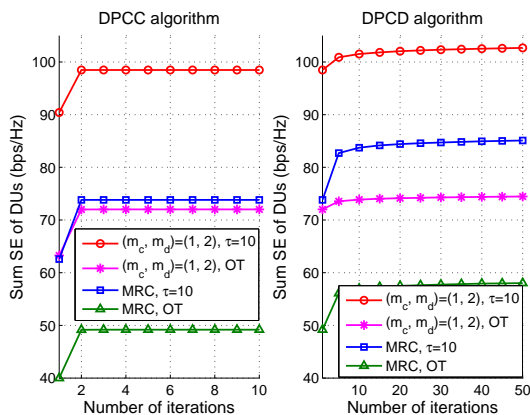 DPCC algorithm
Sum SE of DUs (bps/Hz)
100
90
80
70
60
50
40
2
4
6
8
10
Number of iterations
(m_c, m_d)=(1, 2), τ=10
(m_c, m_d)=(1, 2), OT
MRC, τ=10
MRC, OT
DPCD algorithm
Sum SE of DUs (bps/Hz)
100
90
80
70
60
50
40
10
20
30
40
50
Number of iterations
(m_c, m_d)=(1, 2), τ=10
(m_c, m_d)=(1, 2), OT
MRC, τ=10
MRC, OT